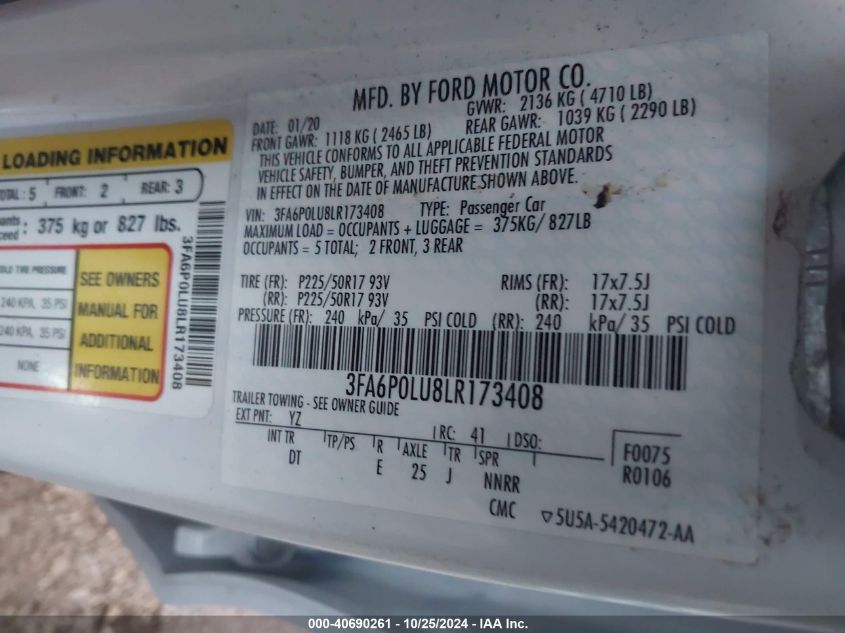 LOADING INFORMATION
TOTAL : 5 FRONT: 2 REAR: 3
375 kg or 827 lbs.
COLD TIRE PRESSURE
240 KPA, 35 PSI
240 KPA, 35 PSI
NONE
SEE OWNERS
MANUAL FOR
ADDITIONAL
INFORMATION
3FA6P0LU8LR173408
MFD. BY FORD MOTOR CO.
DATE: 01/20 GVWR: 2136 KG ( 4710 LB)
FRONT GAWR: 1118 KG ( 2465 LB) REAR GAWR: 1039 KG ( 2290 LB)
THIS VEHICLE CONFORMS TO ALL APPLICABLE FEDERAL MOTOR
VEHICLE SAFETY, BUMPER, AND THEFT PREVENTION STANDARDS
IN EFFECT ON THE DATE OF MANUFACTURE SHOWN ABOVE.
VIN: 3FA6P0LU8LR173408 TYPE: Passenger Car
MAXIMUM LOAD = OCCUPANTS + LUGGAGE = 375KG/ 827LB
OCCUPANTS = 5 TOTAL; 2 FRONT, 3 REAR
TIRE (FR): P225/50R17 93V RIMS (FR): 17x7.5J
(RR): P225/50R17 93V (RR): 17x7.5J
PRESSURE (FR): 240 kPa/ 35 PSI COLD (RR): 240 kPa/ 35 PSI COLD
3FA6P0LU8LR173408
TRAILER TOWING - SEE OWNER GUIDE
EXT PNT: YZ RC: 41 DSO:
INT TR TP/PS R AXLE TR SPR
DT E 25 J NNRR
F0075
R0106
CMC ▽5U5A-5420472-AA
000-40690261 - 10/25/2024 - IAA Inc.